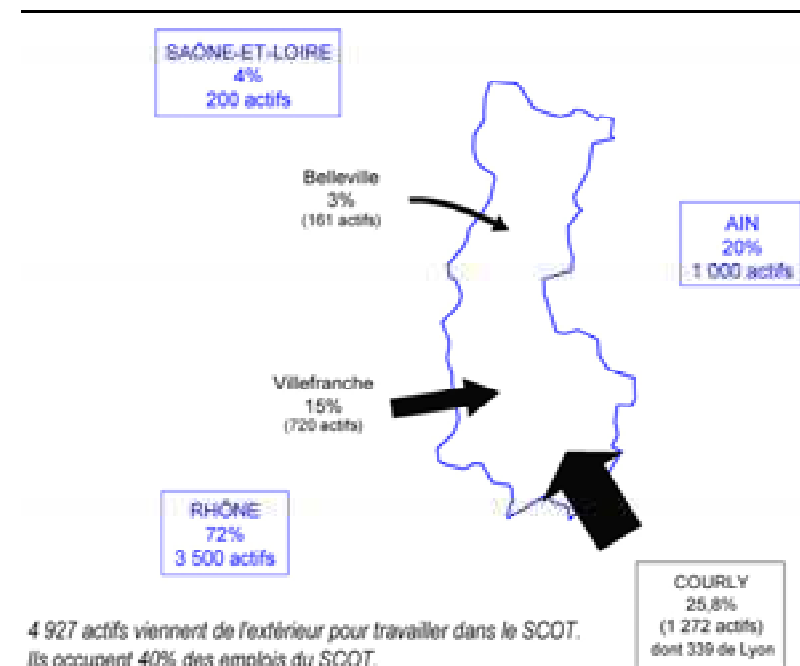 SAÔNE-ET-LOIRE
4%
200 actifs
Belleville
3%
(161 actifs)
AIN
20%
1 000 actifs
Villefranche
15%
(720 actifs)
RHÔNE
72%
3 500 actifs
COURLY
25,8%
(1 272 actifs)
dont 339 de Lyon
4 927 actifs viennent de l'extérieur pour travailler dans le SCOT.
Ils occupent 40% des emplois du SCOT.